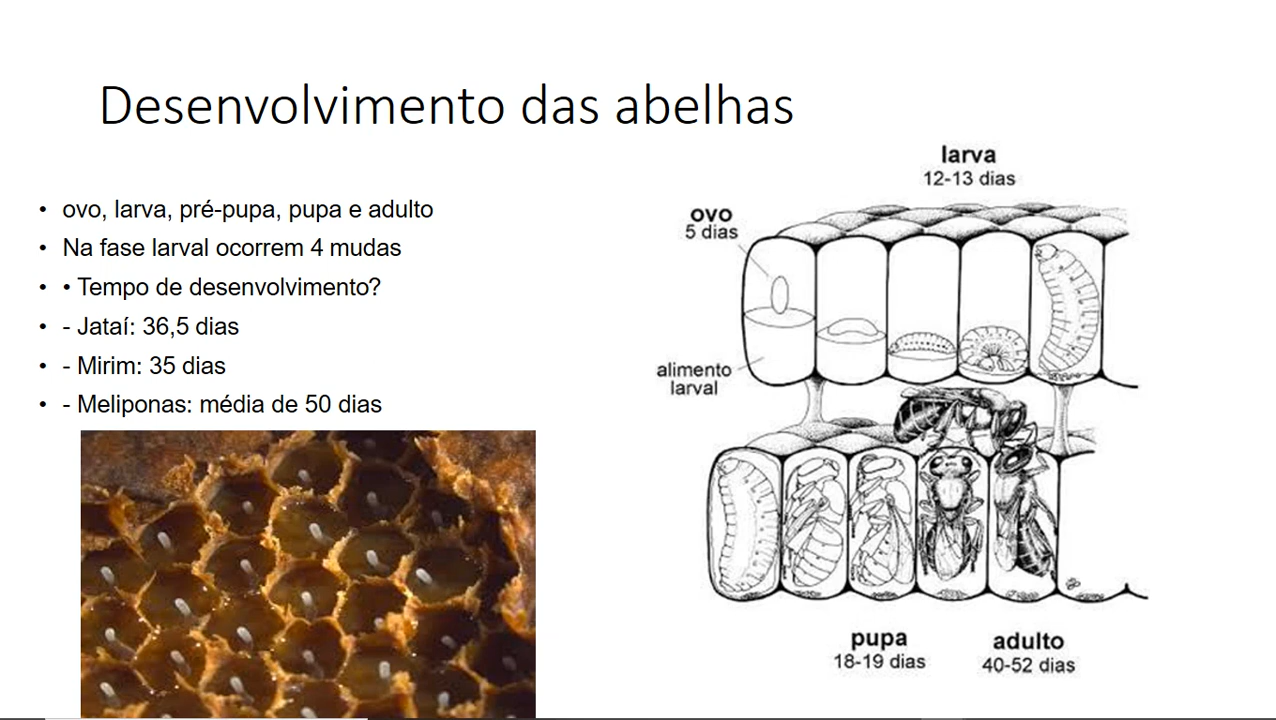 Desenvolvimento das abelhas
• ovo, larva, pré-pupa, pupa e adulto
• Na fase larval ocorrem 4 mudas
• • Tempo de desenvolvimento?
• - Jataí: 36,5 dias
• - Mirim: 35 dias
• - Meliponas: média de 50 dias
larva
12-13 dias
ovo
5 dias
alimento
larval
pupa
18-19 dias
adulto
40-52 dias